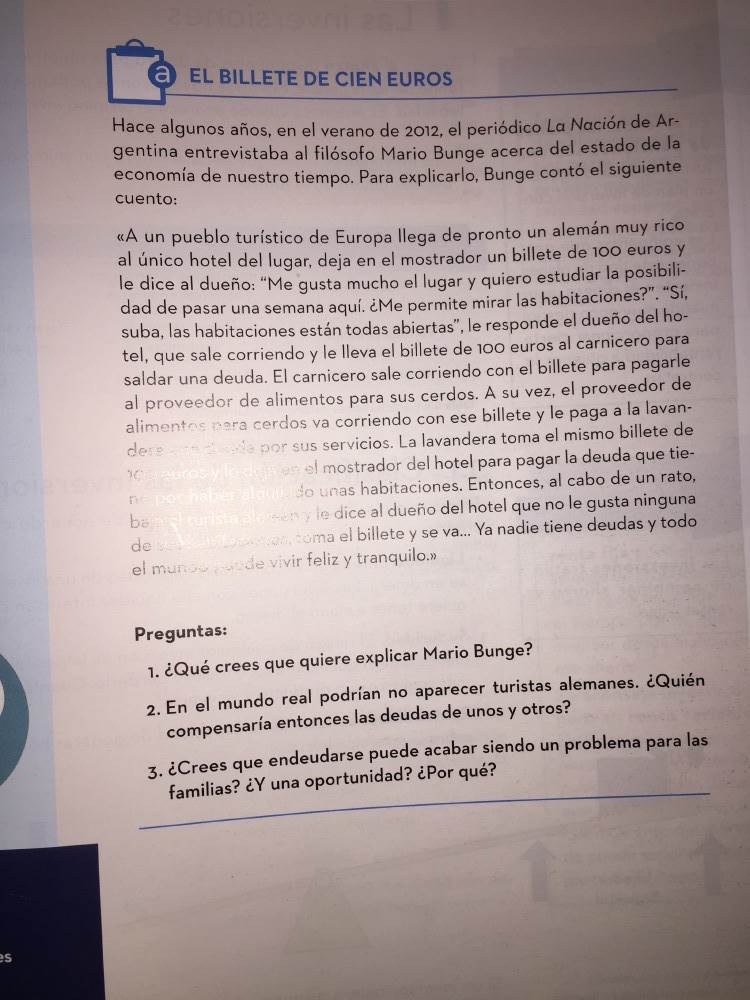 a EL BILLETE DE CIEN EUROS
Hace algunos años, en el verano de 2012, el periódico La Nación de Ar-
gentina entrevistaba al filósofo Mario Bunge acerca del estado de la
economía de nuestro tiempo. Para explicarlo, Bunge contó el siguiente
cuento:
«A un pueblo turístico de Europa llega de pronto un alemán muy rico
al único hotel del lugar, deja en el mostrador un billete de 100 euros y
le dice al dueño: “Me gusta mucho el lugar y quiero estudiar la posibili-
dad de pasar una semana aquí. ¿Me permite mirar las habitaciones?”. “Sí,
suba, las habitaciones están todas abiertas”, le responde el dueño del ho-
tel, que sale corriendo y le lleva el billete de 100 euros al carnicero para
saldar una deuda. El carnicero sale corriendo con el billete para pagarle
al proveedor de alimentos para sus cerdos. A su vez, el proveedor de
alimentos para cerdos va corriendo con ese billete y le paga a la lavan-
por sus servicios. La lavandera toma el mismo billete de
euros y lo deja en el mostrador del hotel para pagar la deuda que tie-
por haber alquilado unas habitaciones. Entonces, al cabo de un rato,
turista alemán y le dice al dueño del hotel que no le gusta ninguna
de toma el billete y se va... Ya nadie tiene deudas y todo
el mundo puede vivir feliz y tranquilo.»
Preguntas:
1. ¿Qué crees que quiere explicar Mario Bunge?
2. En el mundo real podrían no aparecer turistas alemanes. ¿Quién
compensaría entonces las deudas de unos y otros?
3. ¿Crees que endeudarse puede acabar siendo un problema para las
familias? ¿Y una oportunidad? ¿Por qué?
es